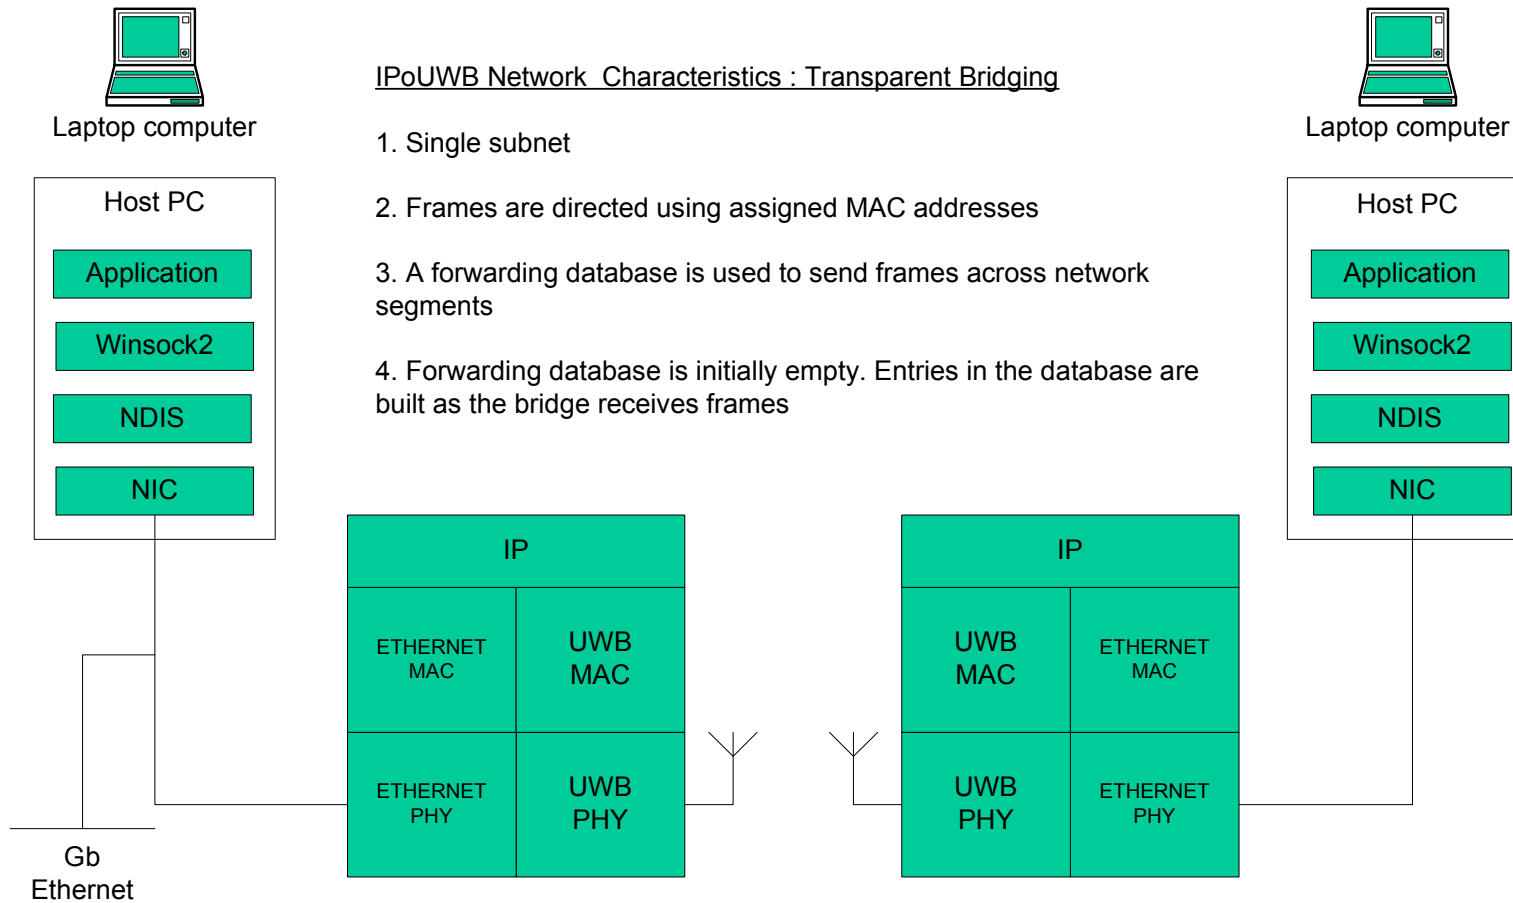 Laptop computer
IPoUWB Network Characteristics : Transparent Bridging
1. Single subnet
2. Frames are directed using assigned MAC addresses
3. A forwarding database is used to send frames across network
segments
4. Forwarding database is initially empty. Entries in the database are
built as the bridge receives frames
Laptop computer
Host PC
Application
Winsock2
NDIS
NIC
Host PC
Application
Winsock2
NDIS
NIC
IP
ETHERNET
MAC
UWB
MAC
ETHERNET
PHY
UWB
PHY
IP
UWB
MAC
ETHERNET
MAC
UWB
PHY
ETHERNET
PHY
Gb
Ethernet